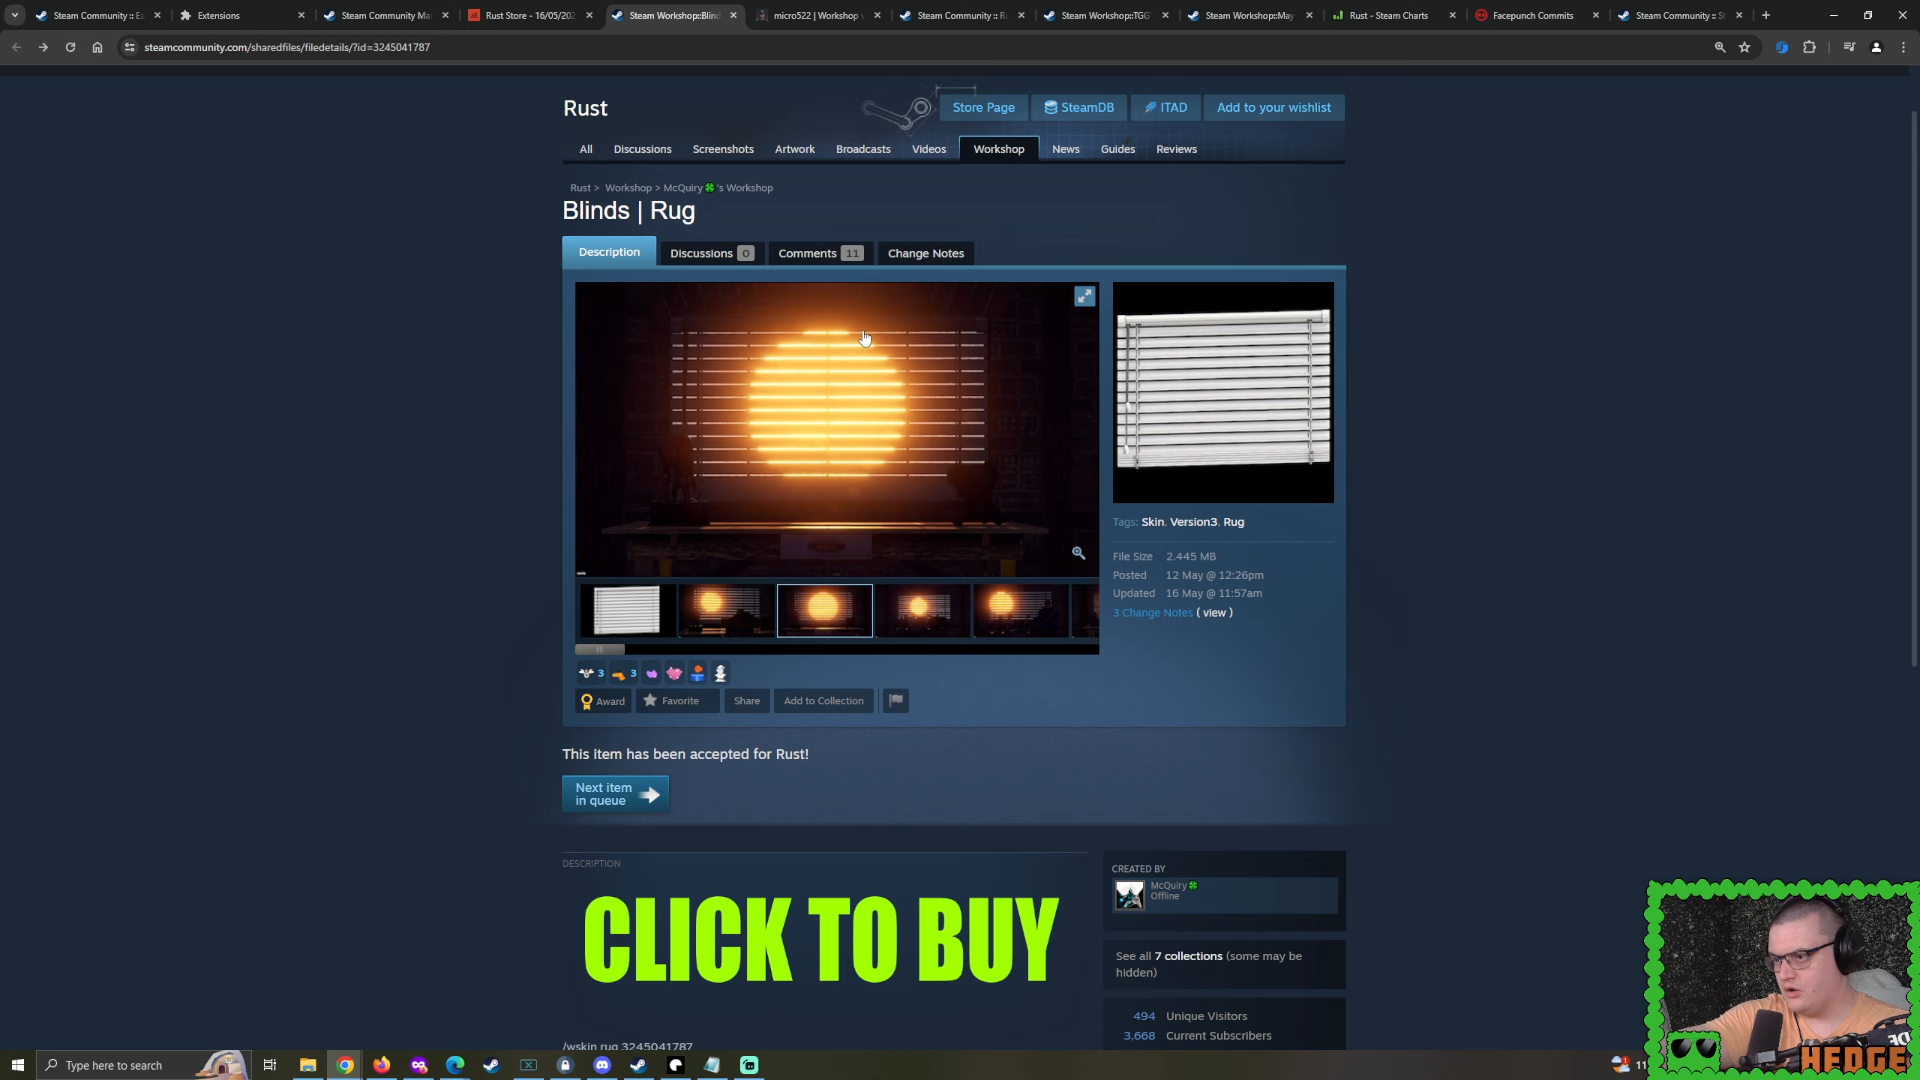 Steam Community :: Ea
Extensions
Steam Community Ma
Rust Store - 16/05/202
Steam Workshop::Blind
micro522 | Workshop
Steam Community :: R
Steam Workshop::TGG
Steam Workshop::May
Rust - Steam Charts
Facepunch Commits
Steam Community :: St
steamcommunity.com/sharedfiles/filedetails/?id=3245041787
Rust
Store Page
SteamDB
ITAD
Add to your wishlist
All
Discussions
Screenshots
Artwork
Broadcasts
Videos
Workshop
News
Guides
Reviews
Rust > Workshop > McQuiry🍀's Workshop
Blinds | Rug
Description
Discussions 0
Comments 11
Change Notes
Tags: Skin, Version3, Rug
File Size 2.445 MB
Posted 12 May @ 12:26pm
Updated 16 May @ 11:57am
3 Change Notes ( view )
3
3
Award
Favorite
Share
Add to Collection
This item has been accepted for Rust!
Next item
in queue
DESCRIPTION
CLICK TO BUY
/wskin rug 3245041787
CREATED BY
McQuiry🍀
Offline
See all 7 collections (some may be
hidden)
494 Unique Visitors
3,668 Current Subscribers
Type here to search
HEDGE